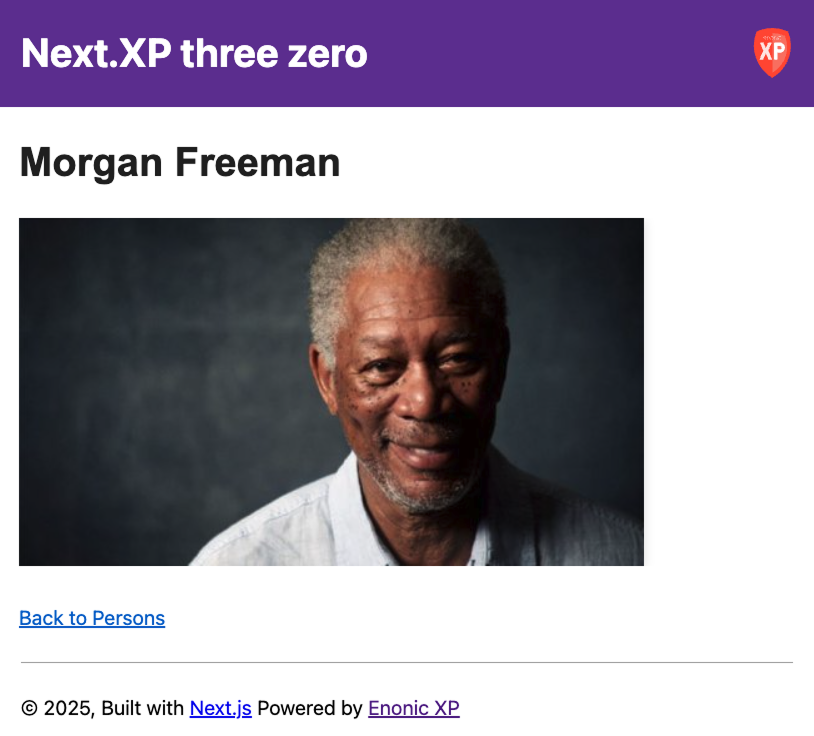 Next.XP three zero
XP
Morgan Freeman
Back to Persons
© 2025, Built with Next.js Powered by Enonic XP